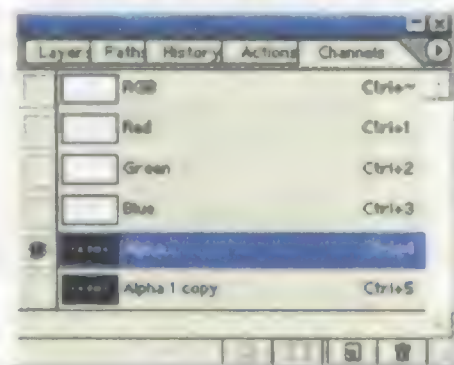 Layers Paths History Actions Channels
RGB Ctrl+~
Red Ctrl+1
Green Ctrl+2
Blue Ctrl+3
Alpha 1 copy Ctrl+5